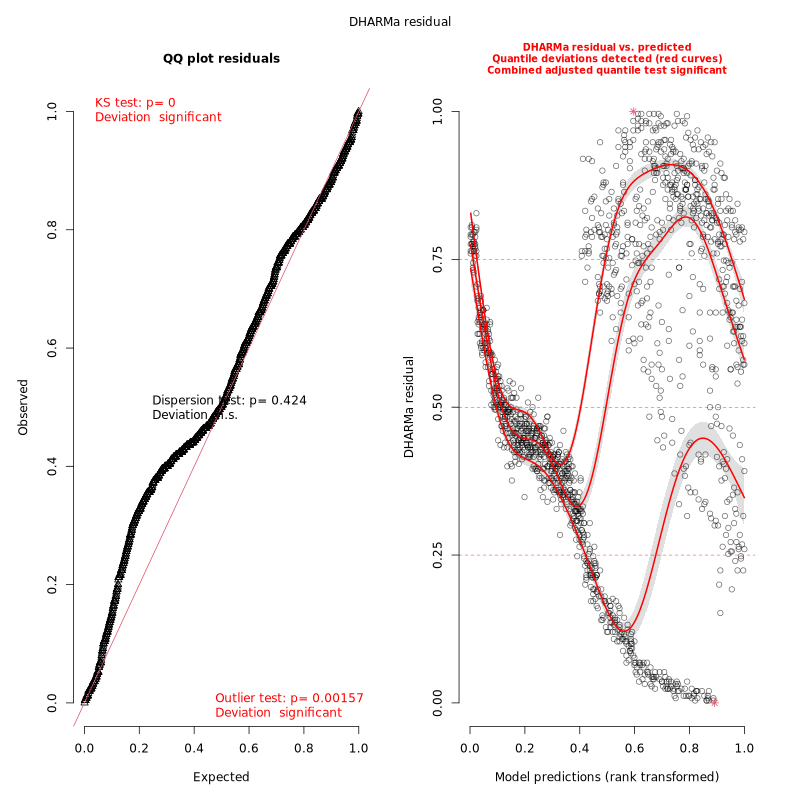 DHARMa residual
QQ plot residuals
KS test: p= 0
Deviation  significant
Dispersion test: p= 0.424
Deviation n.s.
Outlier test: p= 0.00157
Deviation  significant
Observed
0.0
0.2
0.4
0.6
0.8
1.0
0.0
0.2
0.4
0.6
0.8
1.0
Expected
DHARMa residual vs. predicted
Quantile deviations detected (red curves)
Combined adjusted quantile test significant
DHARMa residual
0.00
0.25
0.50
0.75
1.00
0.0
0.2
0.4
0.6
0.8
1.0
Model predictions (rank transformed)